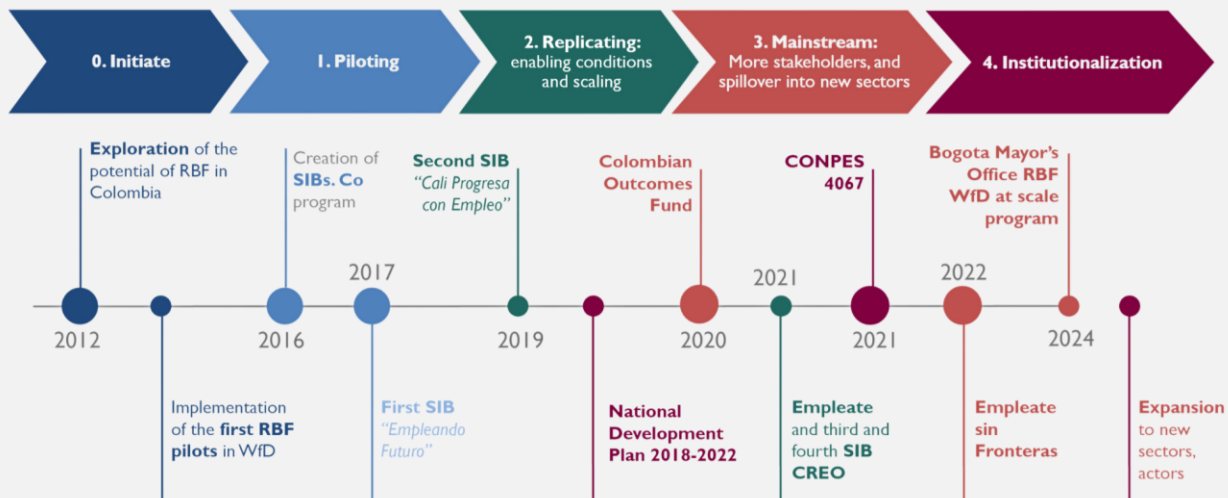 0. Initiate
1. Piloting
2. Replicating:
enabling conditions
and scaling
3. Mainstream:
More stakeholders, and
spillover into new sectors
4. Institutionalization
Exploration of the
potential of RBF in
Colombia
Creation of
SIBs. Co
program
Second SIB
"Cali Progresa
con Empleo"
Colombian
Outcomes
Fund
CONPES
4067
Bogota Mayor's
Office RBF
WfD at scale
program
2017
2021
2022
2012
2016
2019
2020
2021
2024
Implementation
of the first RBF
pilots in WfD
First SIB
"Empleando
Futuro"
National
Development
Plan 2018-2022
Empleate
and third and
fourth SIB
CREO
Empleate
sin
Fronteras
Expansion
to new
sectors,
actors